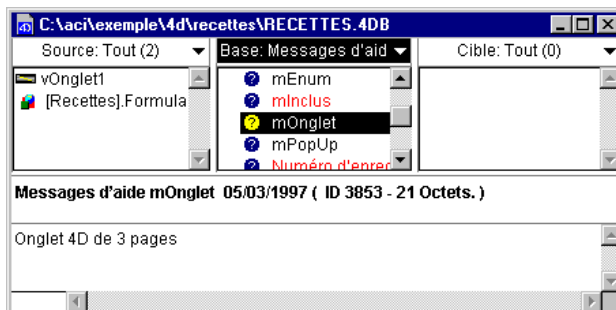 C:\aci\exemple\4d\recettes\RECETTES.4DB
Source: Tout (2)
Base: Messages d'aid
Cible: Tout (0)
vOnglet1
[Recettes].Formula
mEnum
mInclus
mOnglet
mPopUp
Numéro d'enreg
Messages d'aide mOnglet 05/03/1997 ( ID 3853 - 21 Octets. )
Onglet 4D de 3 pages